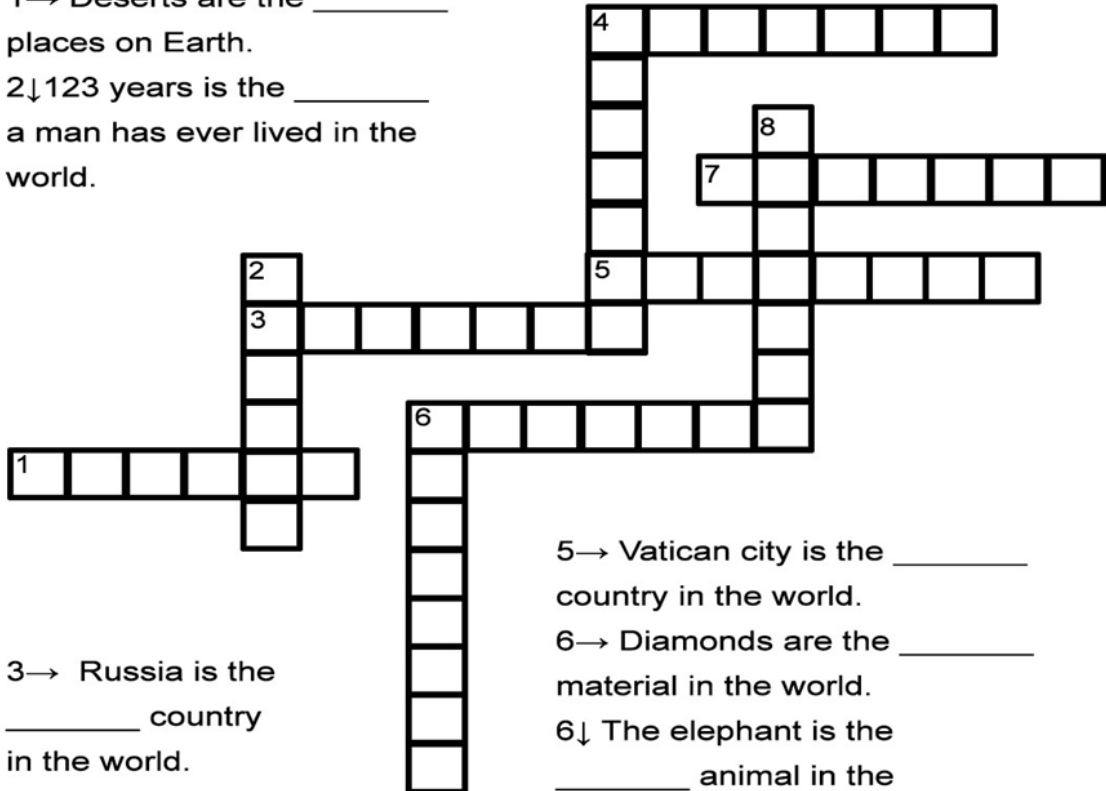 1→ Deserts are the ________
places on Earth.
2↓123 years is the ________
a man has ever lived in the
world.
4
8
7
2
5
3
6
1
5→ Vatican city is the ________
country in the world.
6→ Diamonds are the ________
material in the world.
3→ Russia is the
________ country
in the world.
6↓ The elephant is the
________ animal in the